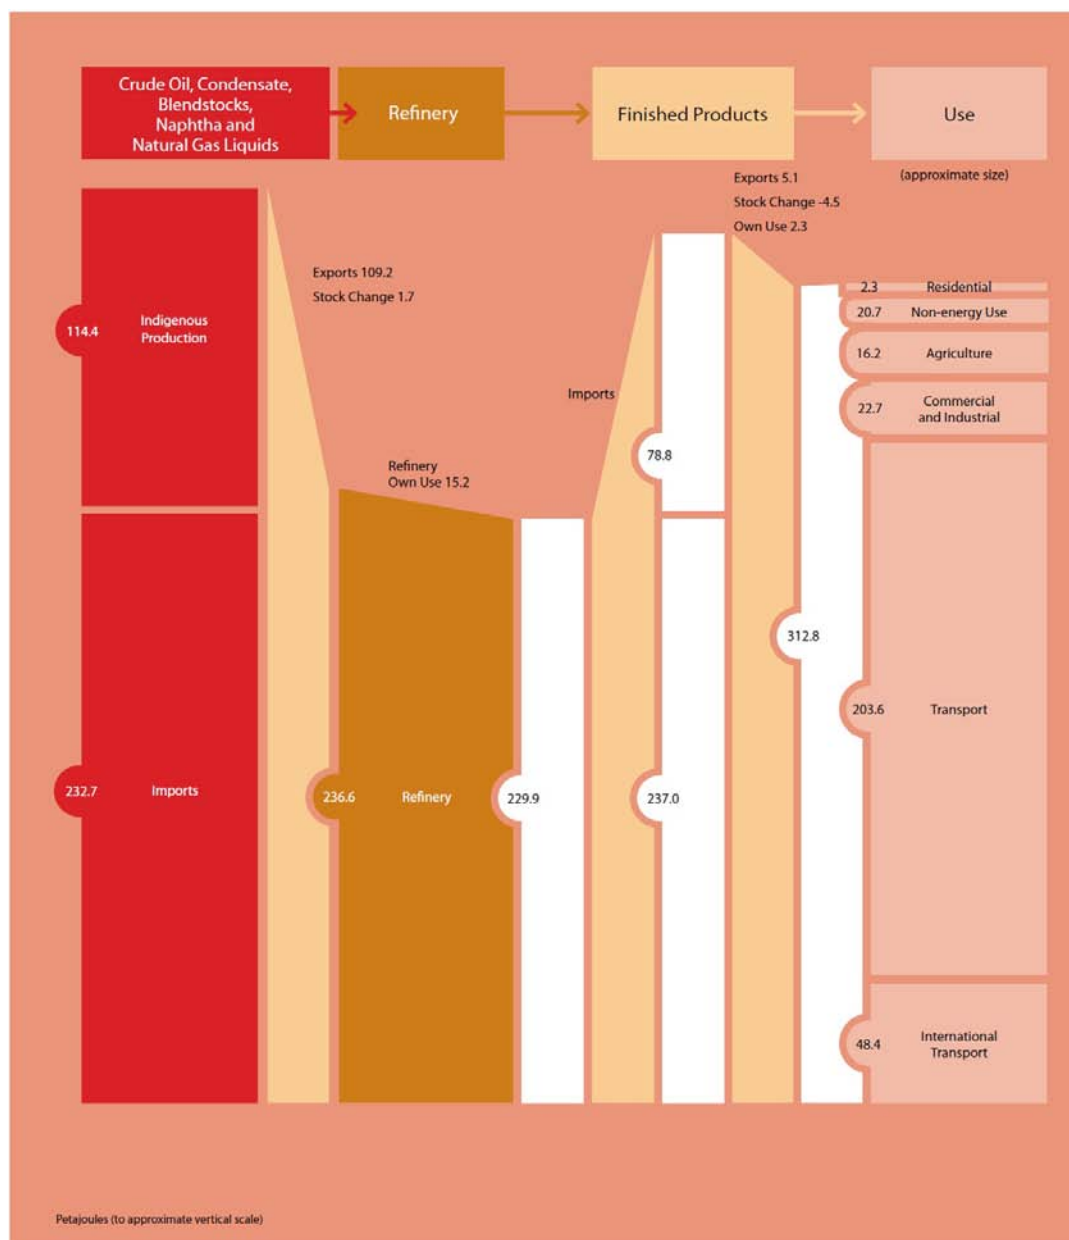 Crude Oil, Condensate,
Blendstocks,
Naphtha and
Natural Gas Liquids
Refinery
Finished Products
Use
(approximate size)
Exports 5.1
Stock Change -4.5
Own Use 2.3
Exports 109.2
Stock Change 1.7
114.4
Indigenous
Production
2.3
Residential
20.7
Non-energy Use
16.2
Agriculture
22.7
Commercial
and Industrial
Imports
78.8
Refinery
Own Use 15.2
312.8
203.6
Transport
232.7
Imports
236.6
Refinery
229.9
237.0
48.4
International
Transport
Petajoules (to approximate vertical scale)